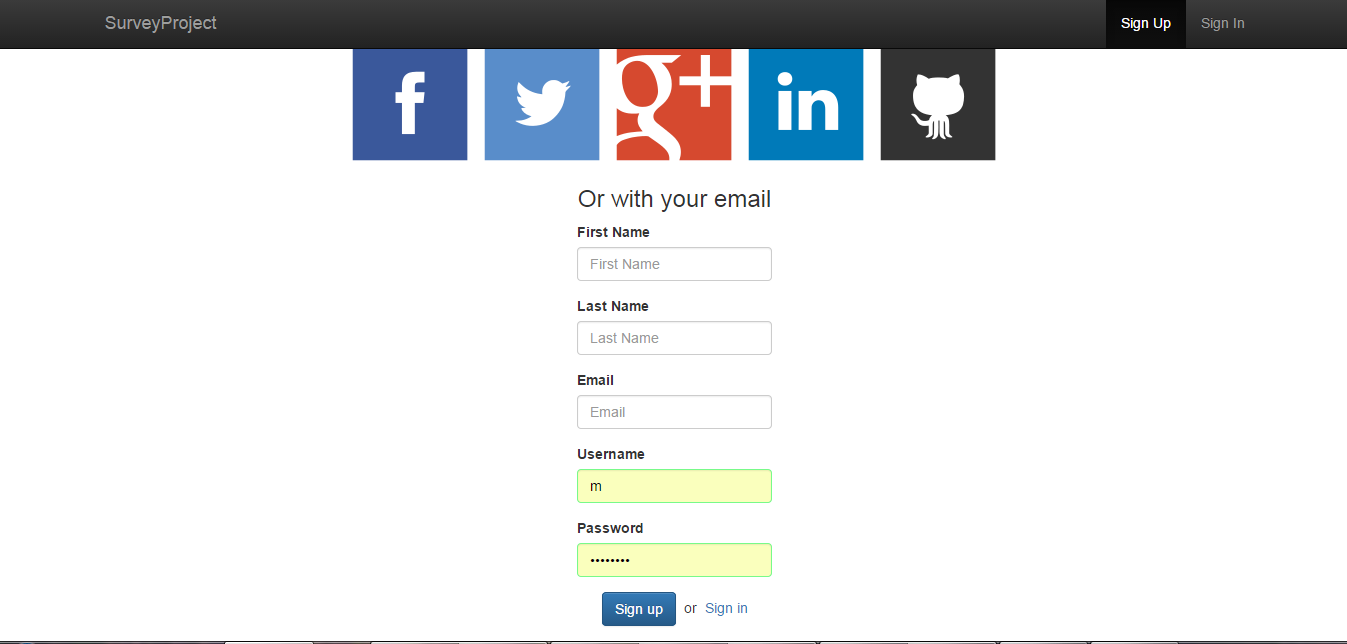 SurveyProject Sign Up Sign In
f g+ in
Or with your email
First Name
First Name
Last Name
Last Name
Email
Email
Username
m
Password
••••••••
Sign up or Sign in